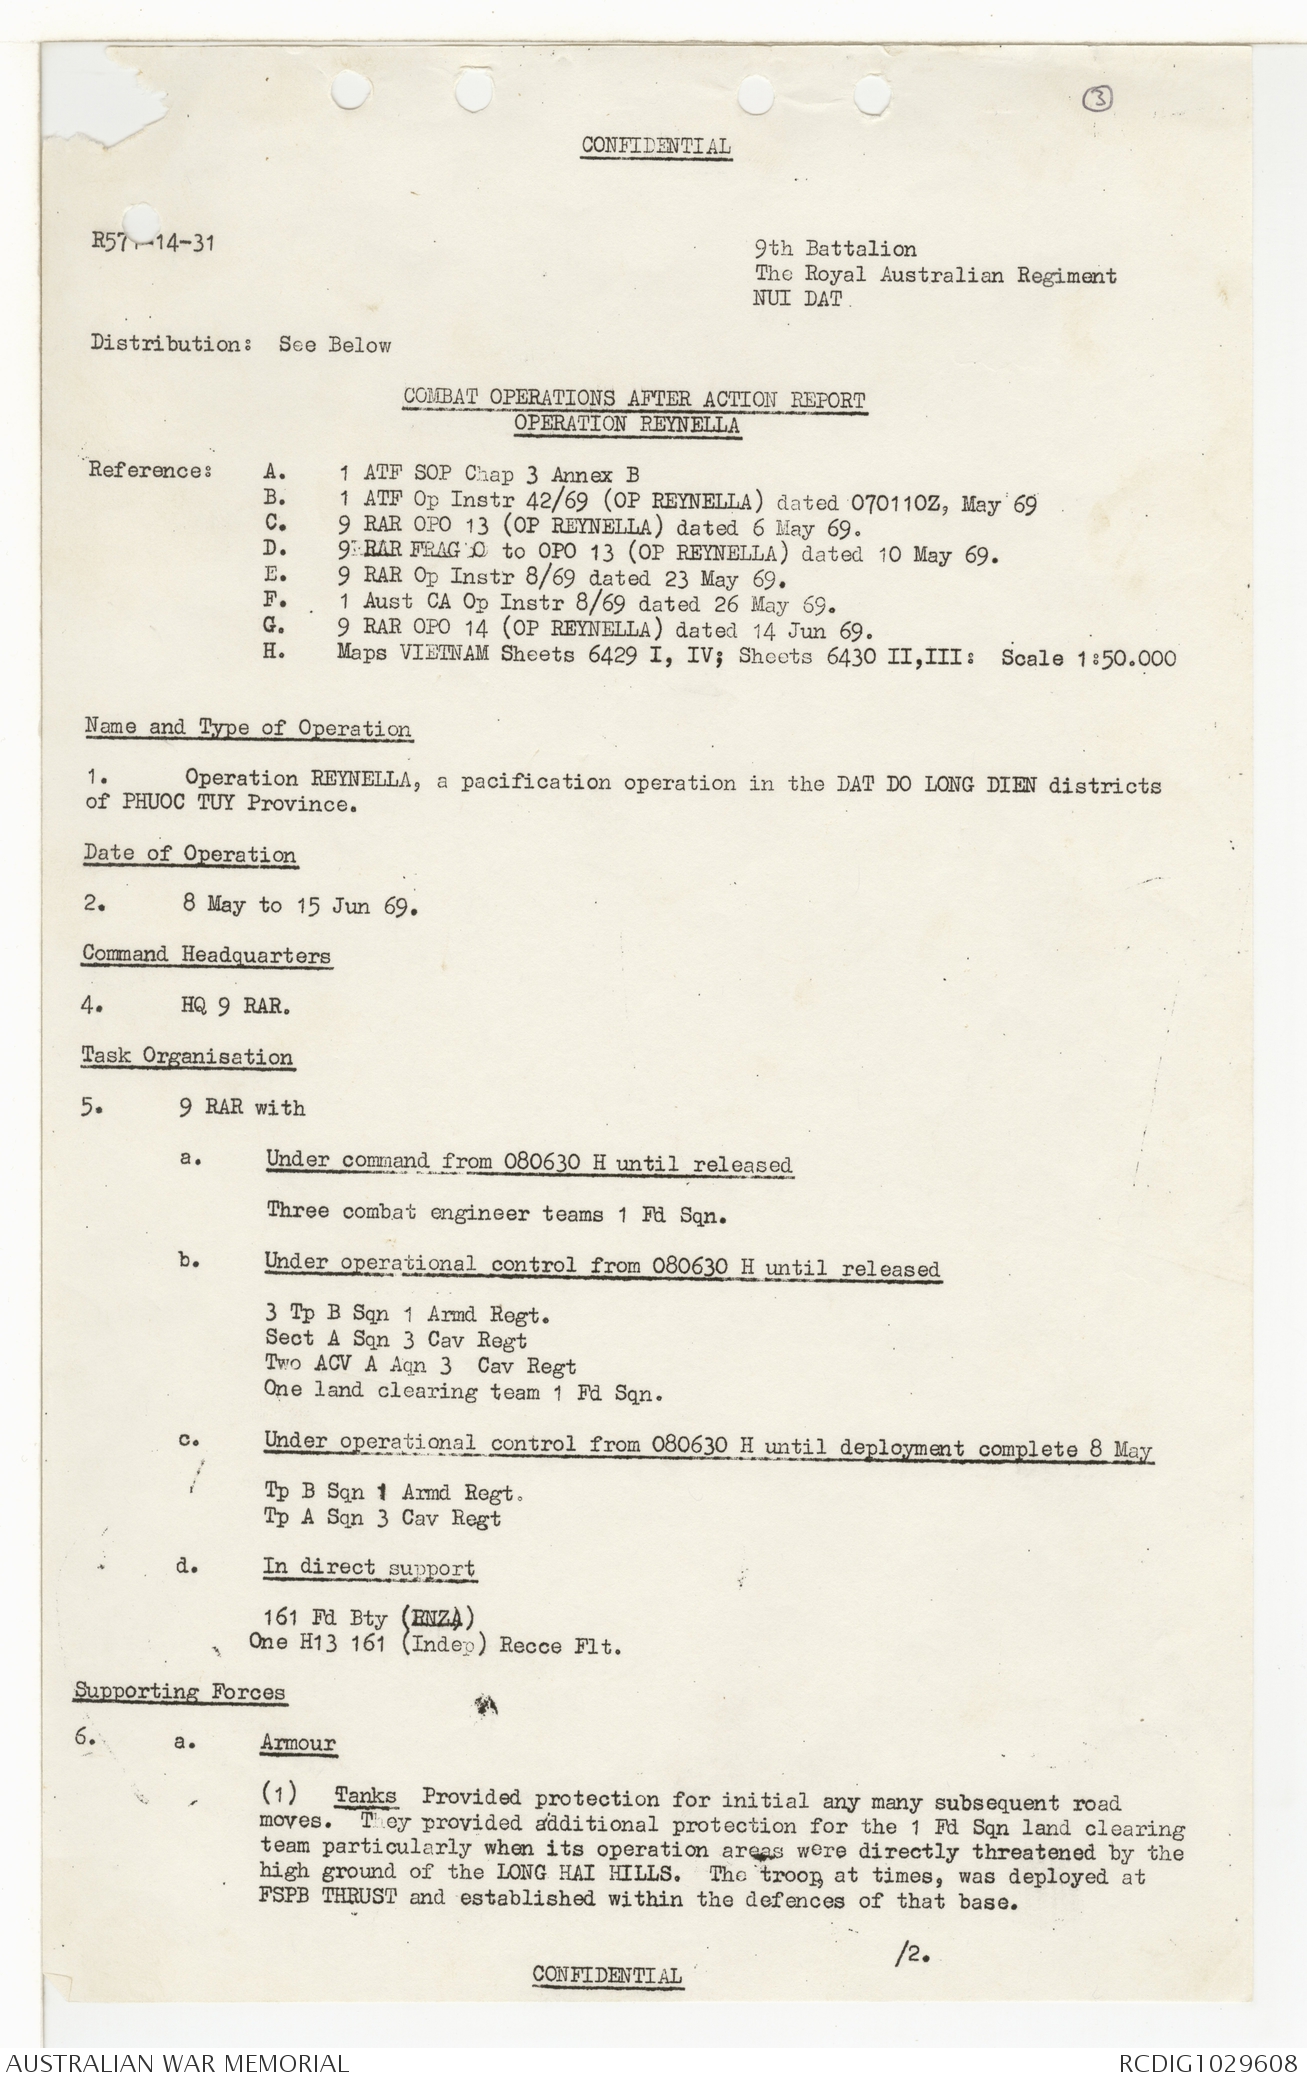 3
CONFIDENTIAL
R57 -14-31
9th Battalion
The Royal Australian Regiment
NUI DAT
Distribution: See Below
COMBAT OPERATIONS AFTER ACTION REPORT
OPERATION REYNELLA
References: A. 1 ATF SOP Chap 3 Annex B
B. 1 ATF Op Instr 42/69 (OP REYNELLA) dated 070110Z, May 69
C. 9 RAR OPO 13 (OP REYNELLA) dated 6 May 69.
D. 9 RAR FRAG O to OPO 13 (OP REYNELLA) dated 10 May 69.
E. 9 RAR Op Instr 8/69 dated 23 May 69.
F. 1 Aust CA Op Instr 8/69 dated 26 May 69.
G. 9 RAR OPO 14 (OP REYNELLA) dated 14 Jun 69.
H. Maps VIETNAM Sheets 6429 I, IV; Sheets 6430 II,III: Scale 1:50.000
Name and Type of Operation
1. Operation REYNELLA, a pacification operation in the DAT DO LONG DIEN districts
of PHUOC TUY Province.
Date of Operation
2. 8 May to 15 Jun 69.
Command Headquarters
4. HQ 9 RAR.
Task Organisation
5. 9 RAR with
a. Under command from 080630 H until released
Three combat engineer teams 1 Fd Sqn.
b. Under operational control from 080630 H until released
3 Tp B Sqn 1 Armd Regt.
Sect A Sqn 3 Cav Regt
Two ACV A Aqn 3 Cav Regt
One land clearing team 1 Fd Sqn.
c. Under operational control from 080630 H until deployment complete 8 May
Tp B Sqn 1 Armd Regt.
Tp A Sqn 3 Cav Regt
d. In direct support
161 Fd Bty (RNZA)
One H13 161 (Indep) Recce Flt.
Supporting Forces
6. a. Armour
(1) Tanks Provided protection for initial any many subsequent road
moves. They provided additional protection for the 1 Fd Sqn land clearing
team particularly when its operation areas were directly threatened by the
high ground of the LONG HAI HILLS. The troop, at times, was deployed at
FSPB THRUST and established within the defences of that base.
/2.
CONFIDENTIAL
AUSTRALIAN WAR MEMORIAL
RCDIG1029608